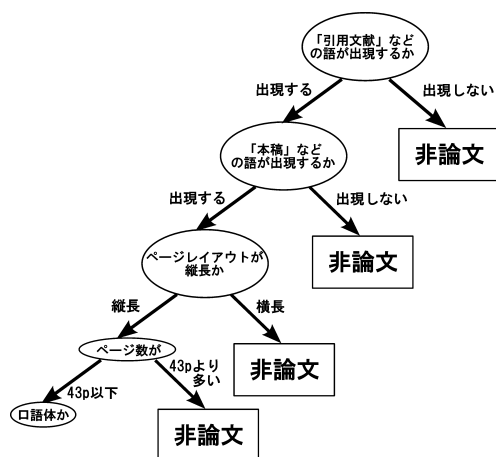 「引用文献」など
の語が出現するか
出現する
出現しない
非論文
「本稿」など
の語が出現するか
出現する
出現しない
非論文
ページレイアウトが
縦長か
縦長
横長
非論文
ページ数が
43p以下
43pより
多い
口語体か
非論文